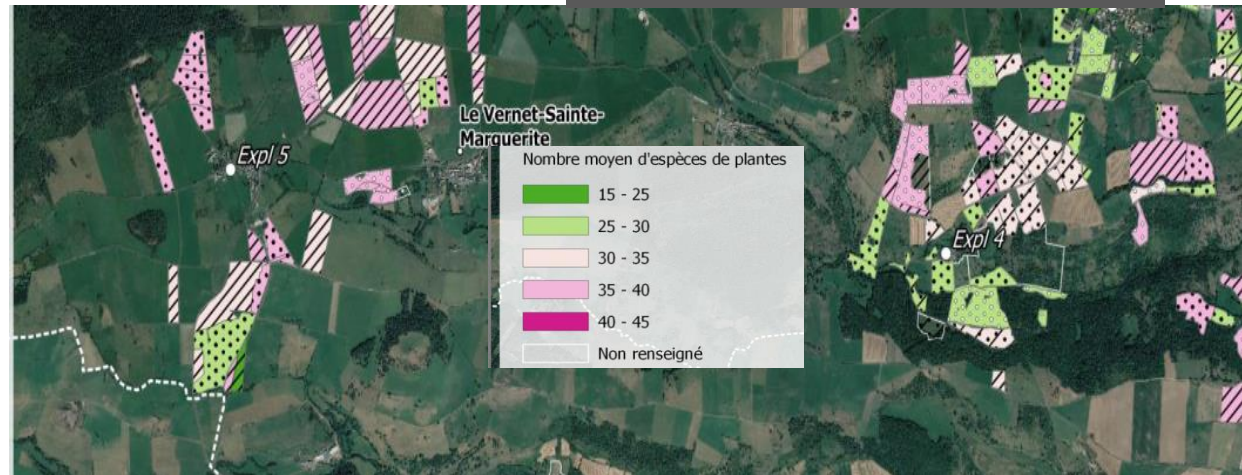 Le Vernet-Sainte-
Marguerite
Expl 5
Nombre moyen d'espèces de plantes
15 - 25
25 - 30
30 - 35
35 - 40
40 - 45
Non renseigné
Expl 4